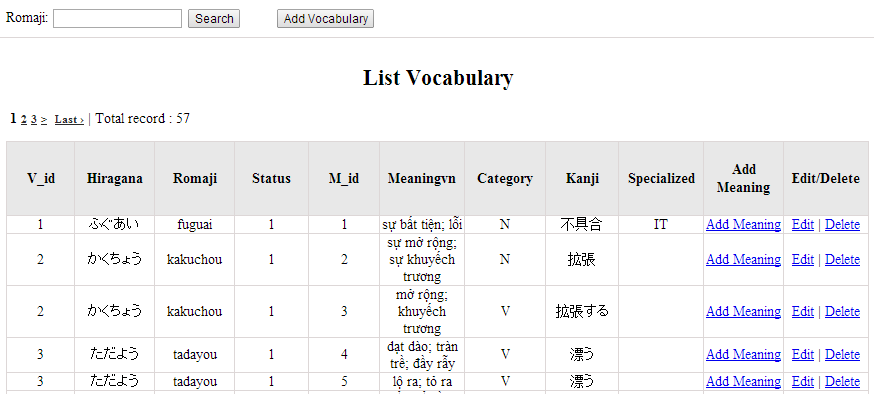 Romaji: Search Add Vocabulary
List Vocabulary
1 2 3 > Last › | Total record : 57
V_id Hiragana Romaji Status M_id Meaningvn Category Kanji Specialized Add Meaning Edit/Delete
1 ふぐあい fuguai 1 1 sự bất tiện; lỗi N 不具合 IT Add Meaning Edit | Delete
2 かくちょう kakuchou 1 2 sự mở rộng; sự khuyếch trương N 拡張 Add Meaning Edit | Delete
2 かくちょう kakuchou 1 3 mở rộng; khuyếch trương V 拡張する Add Meaning Edit | Delete
3 ただよう tadayou 1 4 dạt dào; tràn trề; đầy rẫy V 漂う Add Meaning Edit | Delete
3 ただよう tadayou 1 5 lộ ra; tỏ ra V 漂う Add Meaning Edit | Delete